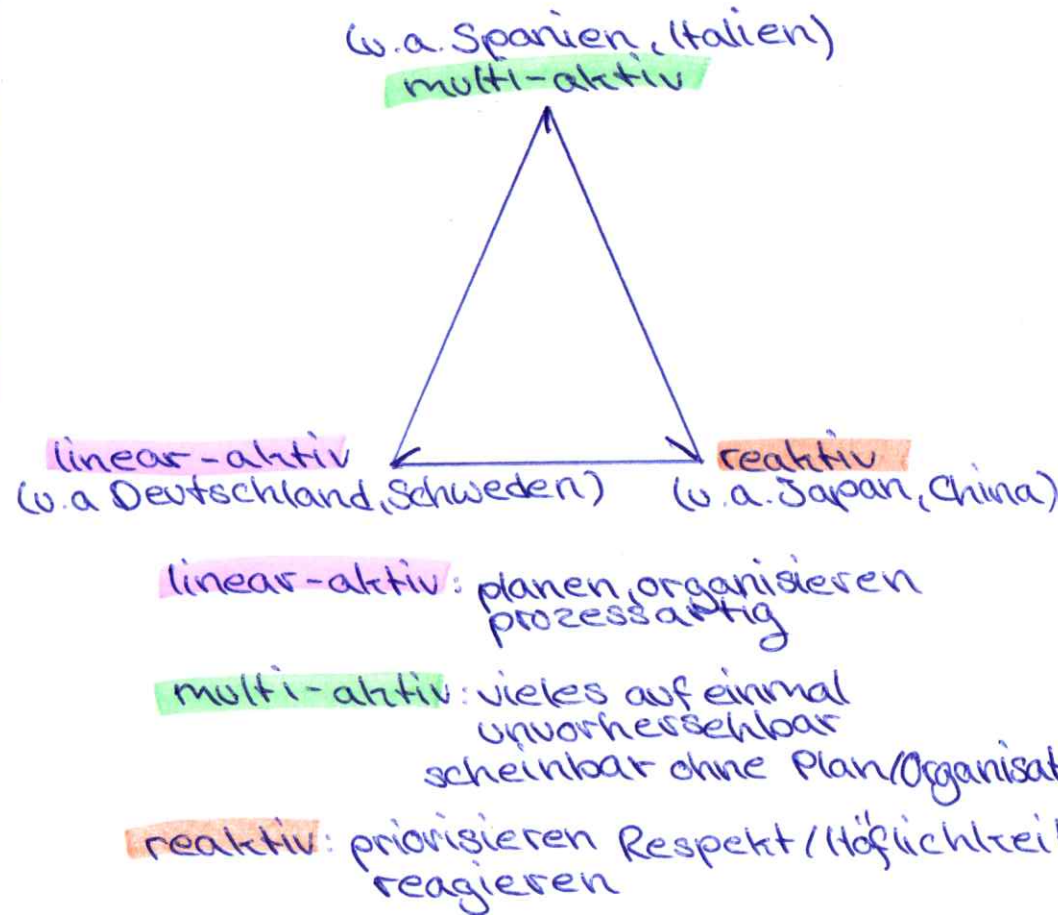 (u.a. Spanien, Italien)
multi-aktiv
linear-aktiv
(u.a Deutschland, Schweden)
reaktiv
(u.a. Japan, China)
linear-aktiv: planen, organisieren
prozessartig
multi-aktiv: vieles auf einmal
unvorhersehbar
scheinbar ohne Plan/Organisat
reaktiv: priorisieren Respekt/Höflichkeit
reagieren